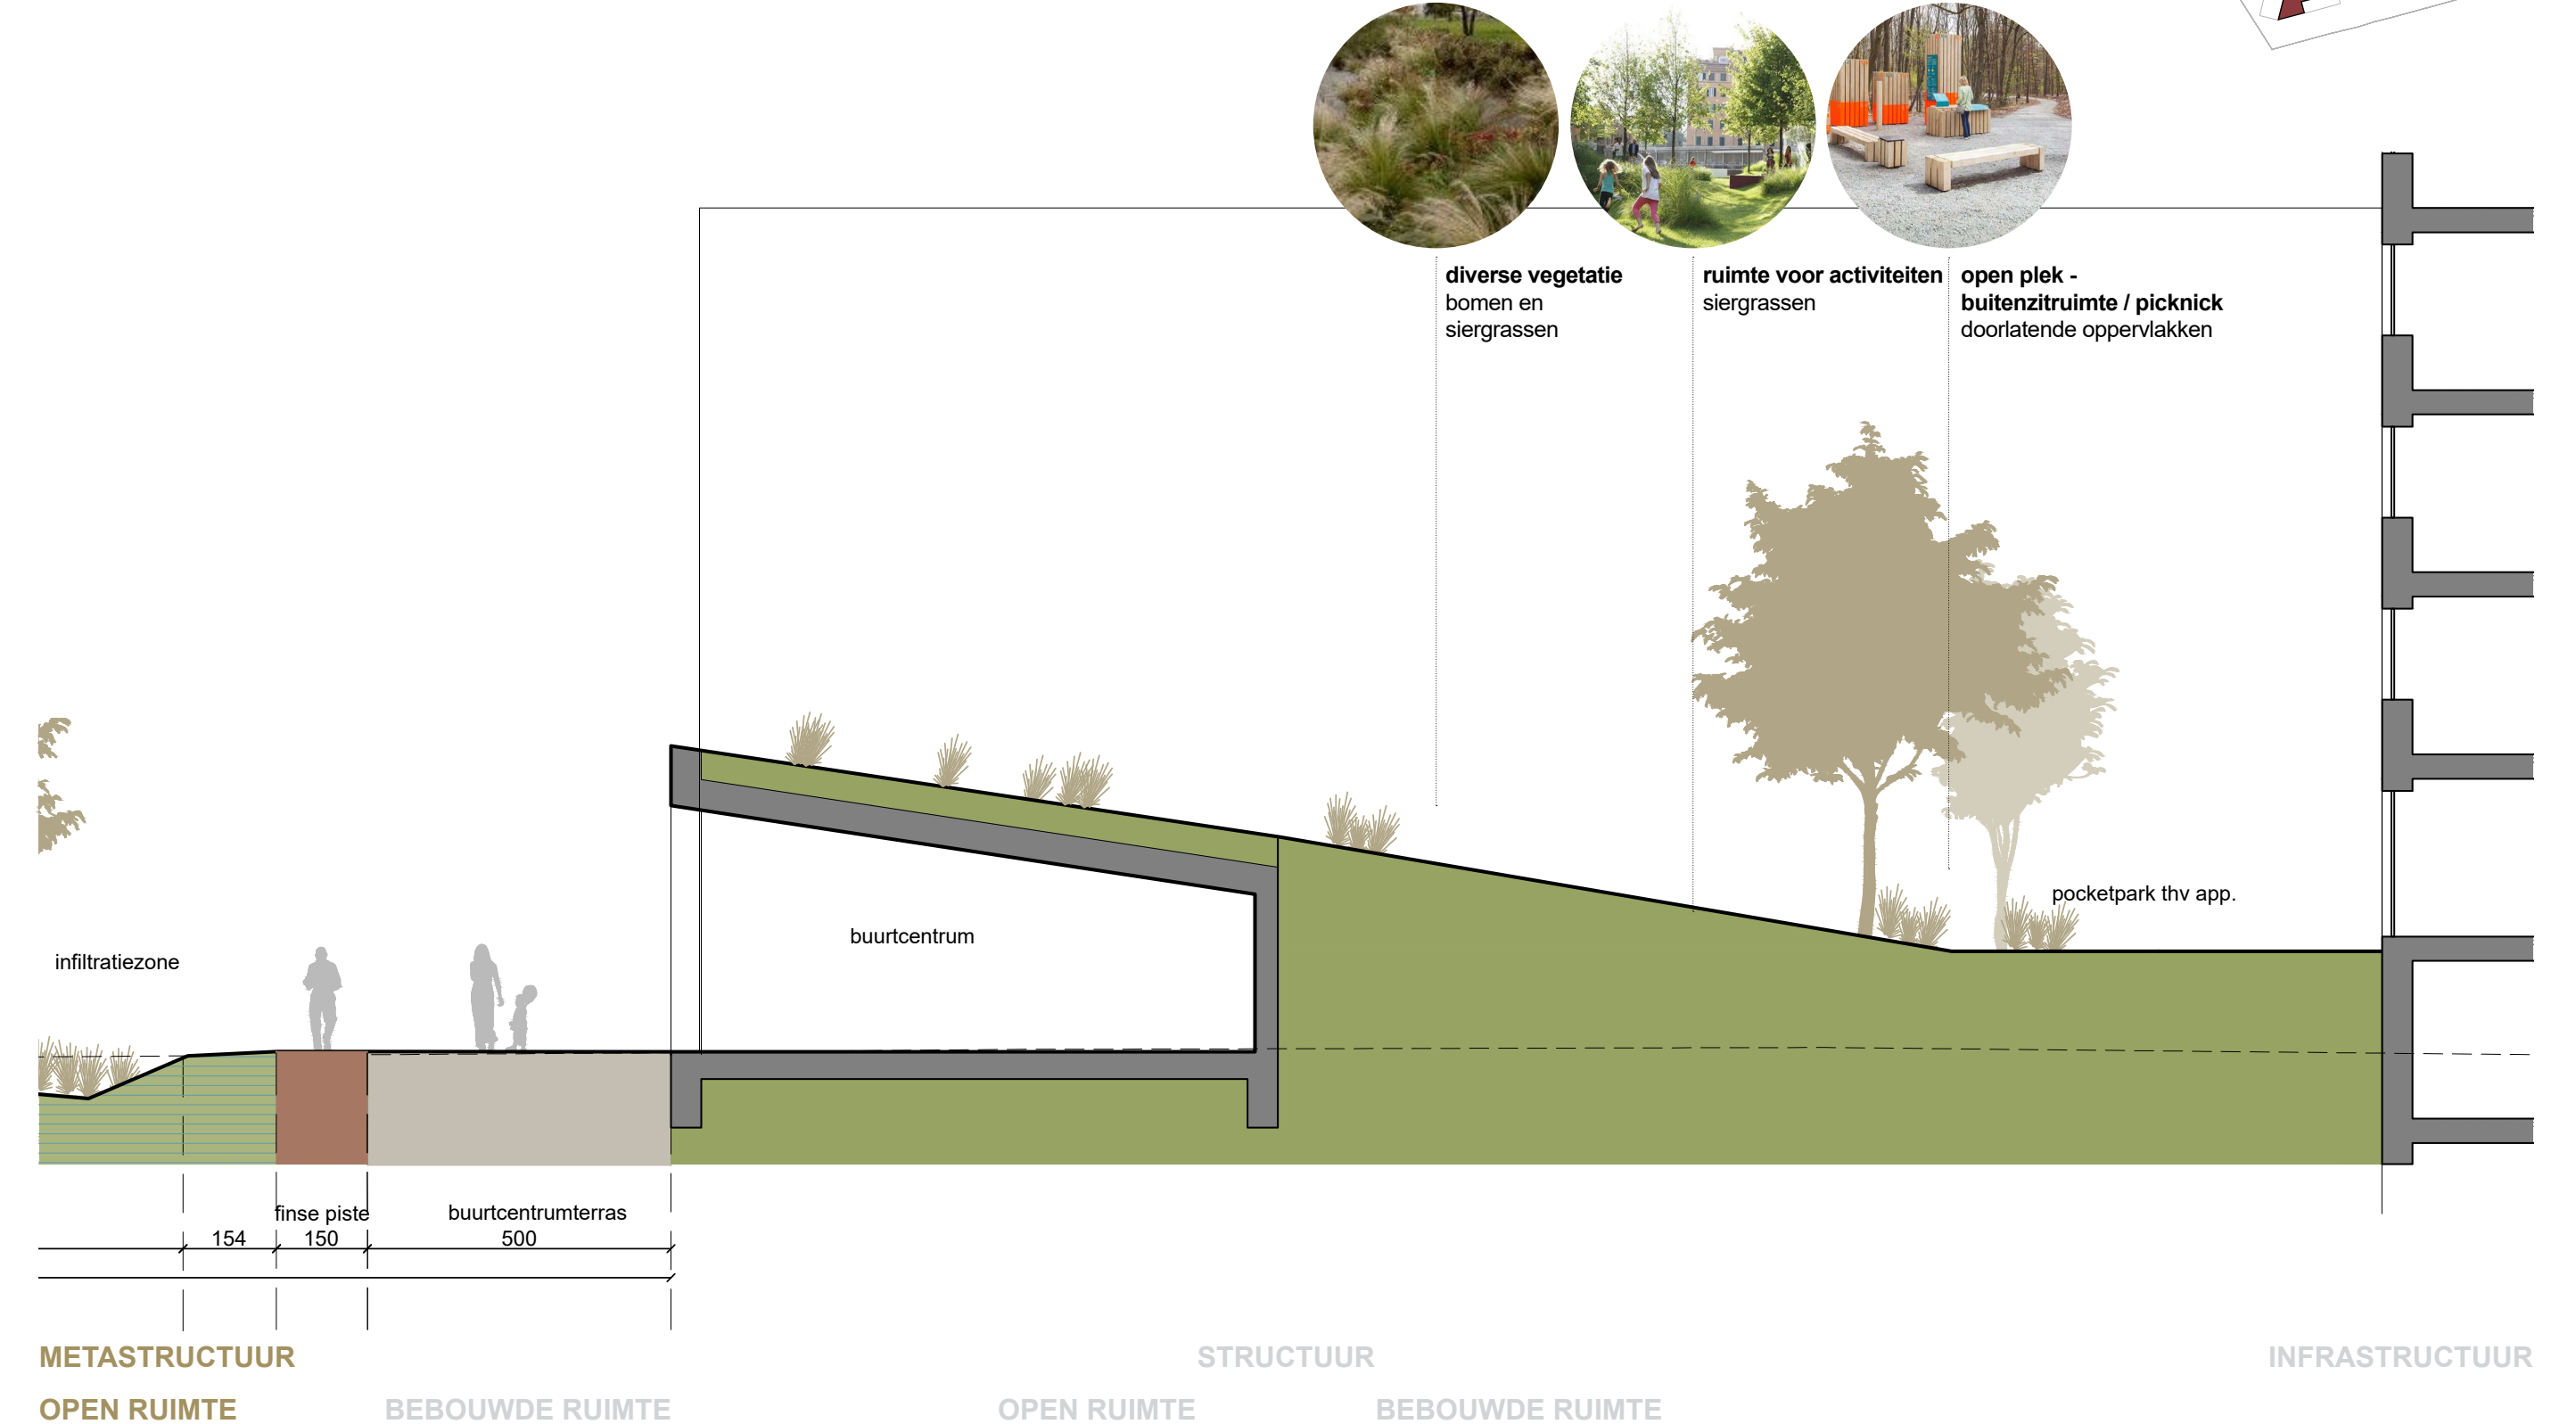 diverse vegetatie
bomen en
siergrassen
ruimte voor activiteiten
siergrassen
open plek -
buitenzitruimte / picknick
doorlatende oppervlakken
pocketpark thv app.
buurtcentrum
infiltratiezone
finse piste
buurtcentrumterras
154
150
500
METASTRUCTUUR
STRUCTUUR
INFRASTRUCTUUR
OPEN RUIMTE
BEBOUWDE RUIMTE
OPEN RUIMTE
BEBOUWDE RUIMTE